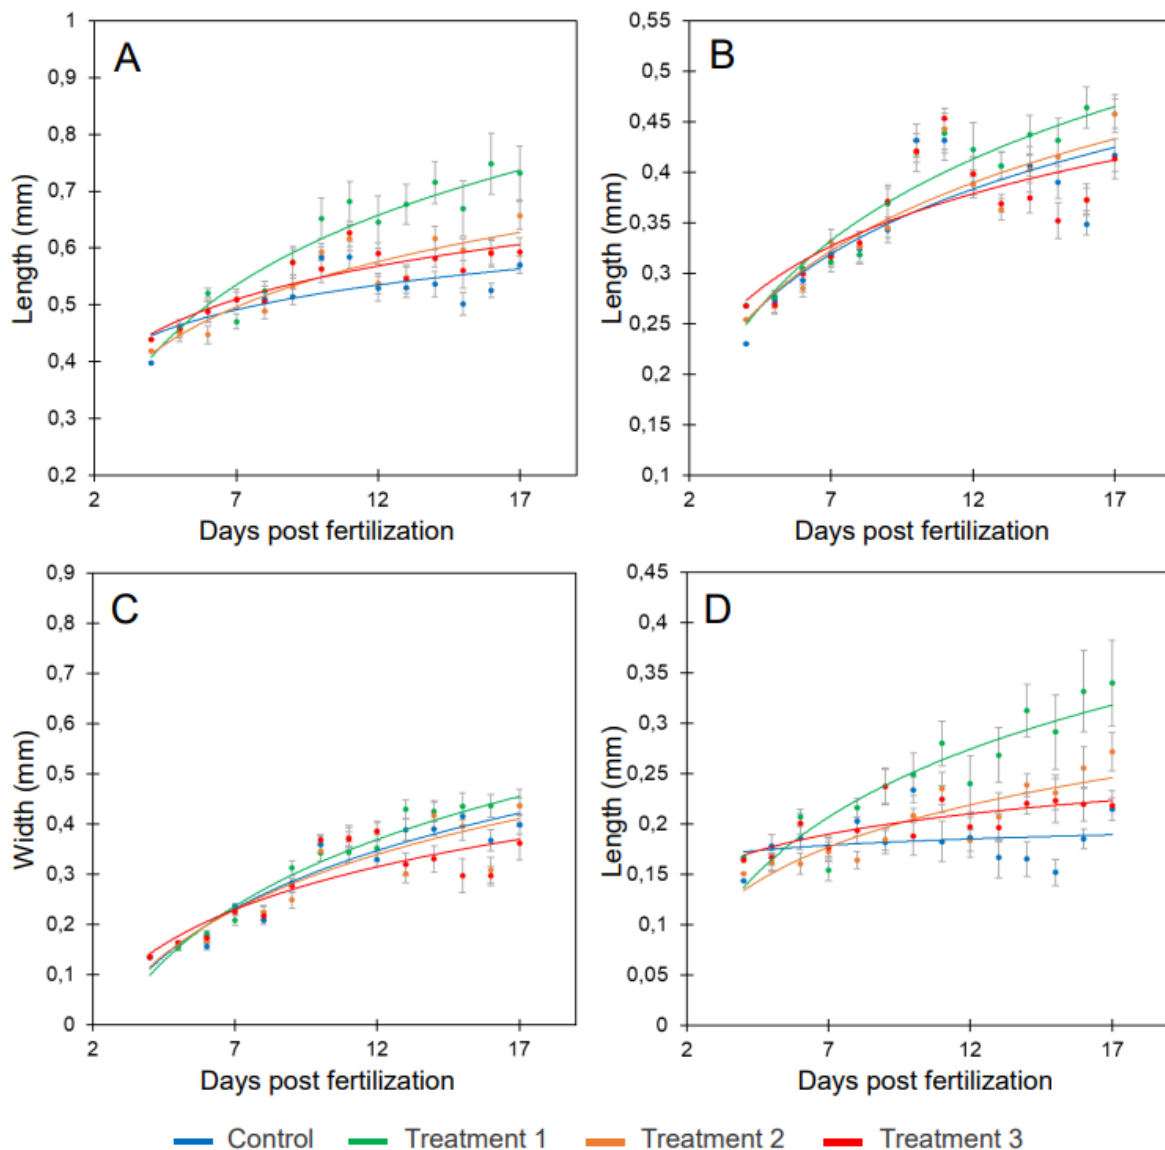 A
Length (mm)
1
0,9
0,8
0,7
0,6
0,5
0,4
0,3
0,2
2 7 12 17
Days post fertilization
B
Length (mm)
0,55
0,5
0,45
0,4
0,35
0,3
0,25
0,2
0,15
0,1
2 7 12 17
Days post fertilization
C
Width (mm)
0,9
0,8
0,7
0,6
0,5
0,4
0,3
0,2
0,1
0
2 7 12 17
Days post fertilization
D
Length (mm)
0,45
0,4
0,35
0,3
0,25
0,2
0,15
0,1
0,05
0
2 7 12 17
Days post fertilization
Control Treatment 1 Treatment 2 Treatment 3